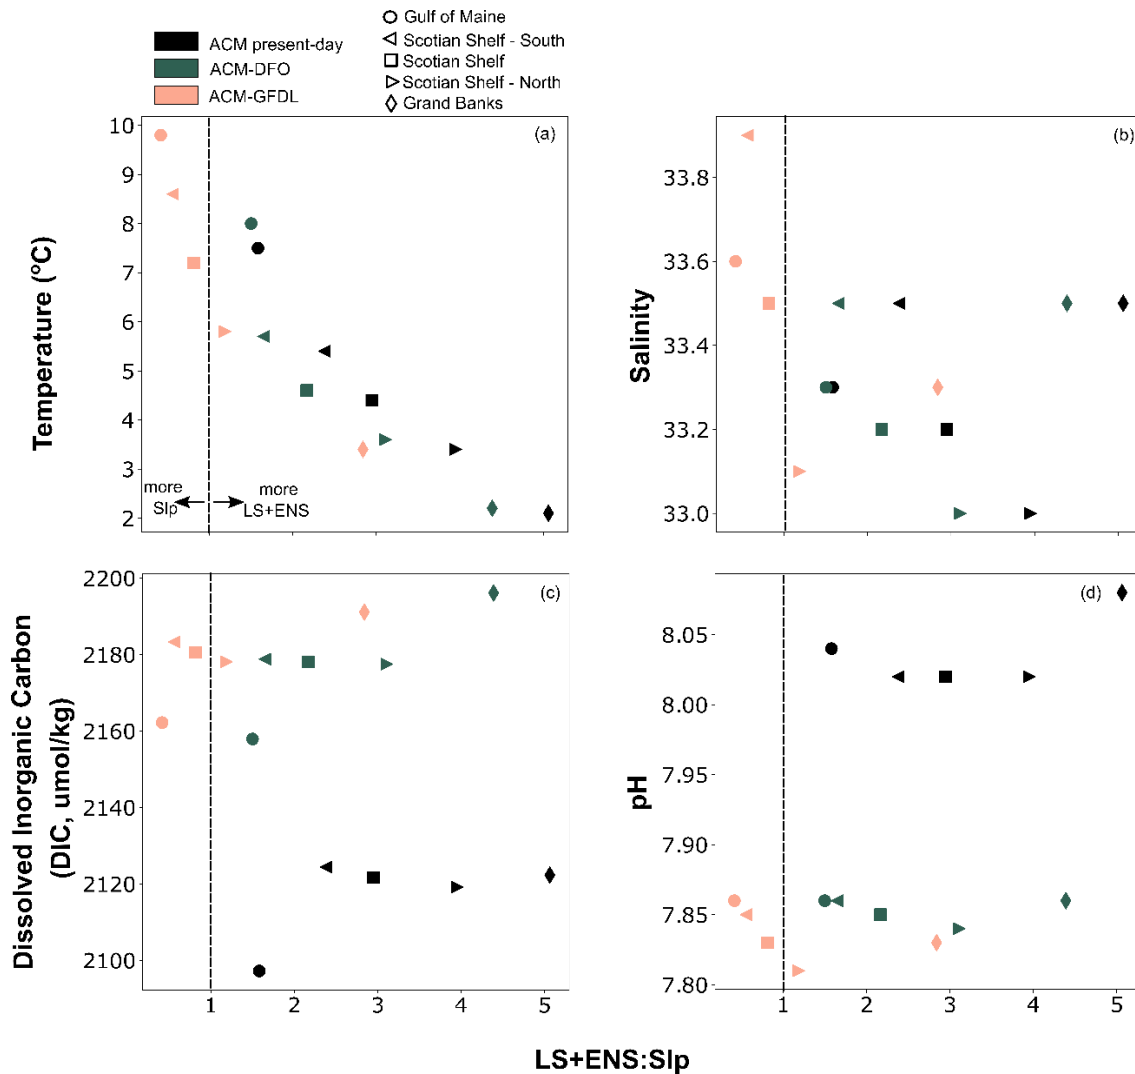 ACM present-day
ACM-DFO
ACM-GFDL
Gulf of Maine
Scotian Shelf - South
Scotian Shelf
Scotian Shelf - North
Grand Banks
(a)
Temperature (°C)
10
9
8
7
6
5
4
3
2
more
Slp
more
LS+ENS
(b)
Salinity
33.8
33.6
33.4
33.2
33.0
(c)
Dissolved Inorganic Carbon
(DIC, umol/kg)
2200
2180
2160
2140
2120
2100
1 2 3 4 5
(d)
pH
8.05
8.00
7.95
7.90
7.85
7.80
1 2 3 4 5
LS+ENS:Slp